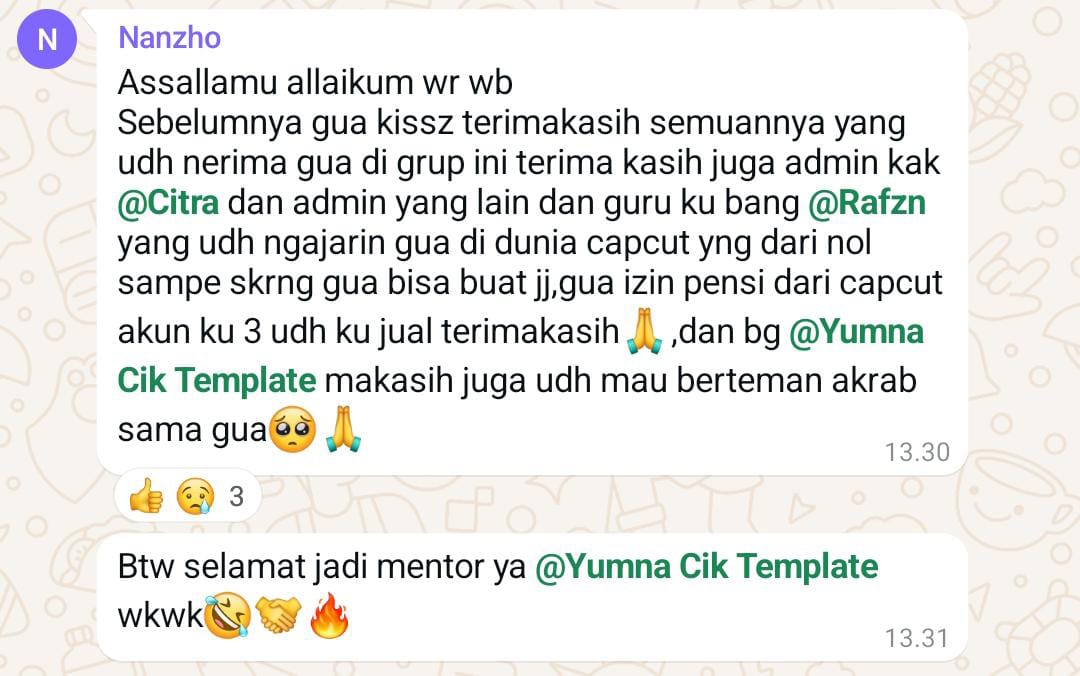 N
Nanzho
Assallamu allaikum wr wb
Sebelumnya gua kissz terimakasih semuannya yang
udh nerima gua di grup ini terima kasih juga admin kak
@Citra dan admin yang lain dan guru ku bang @Rafzn
yang udh ngajarin gua di dunia capcut yng dari nol
sampe skrng gua bisa buat jj,gua izin pensi dari capcut
akun ku 3 udh ku jual terimakasih🙏,dan bg @Yumna
Cik Template makasih juga udh mau berteman akrab
sama gua🥺🙏
13.30
👍😢 3
Btw selamat jadi mentor ya @Yumna Cik Template
wkwk🤣🤝🔥
13.31